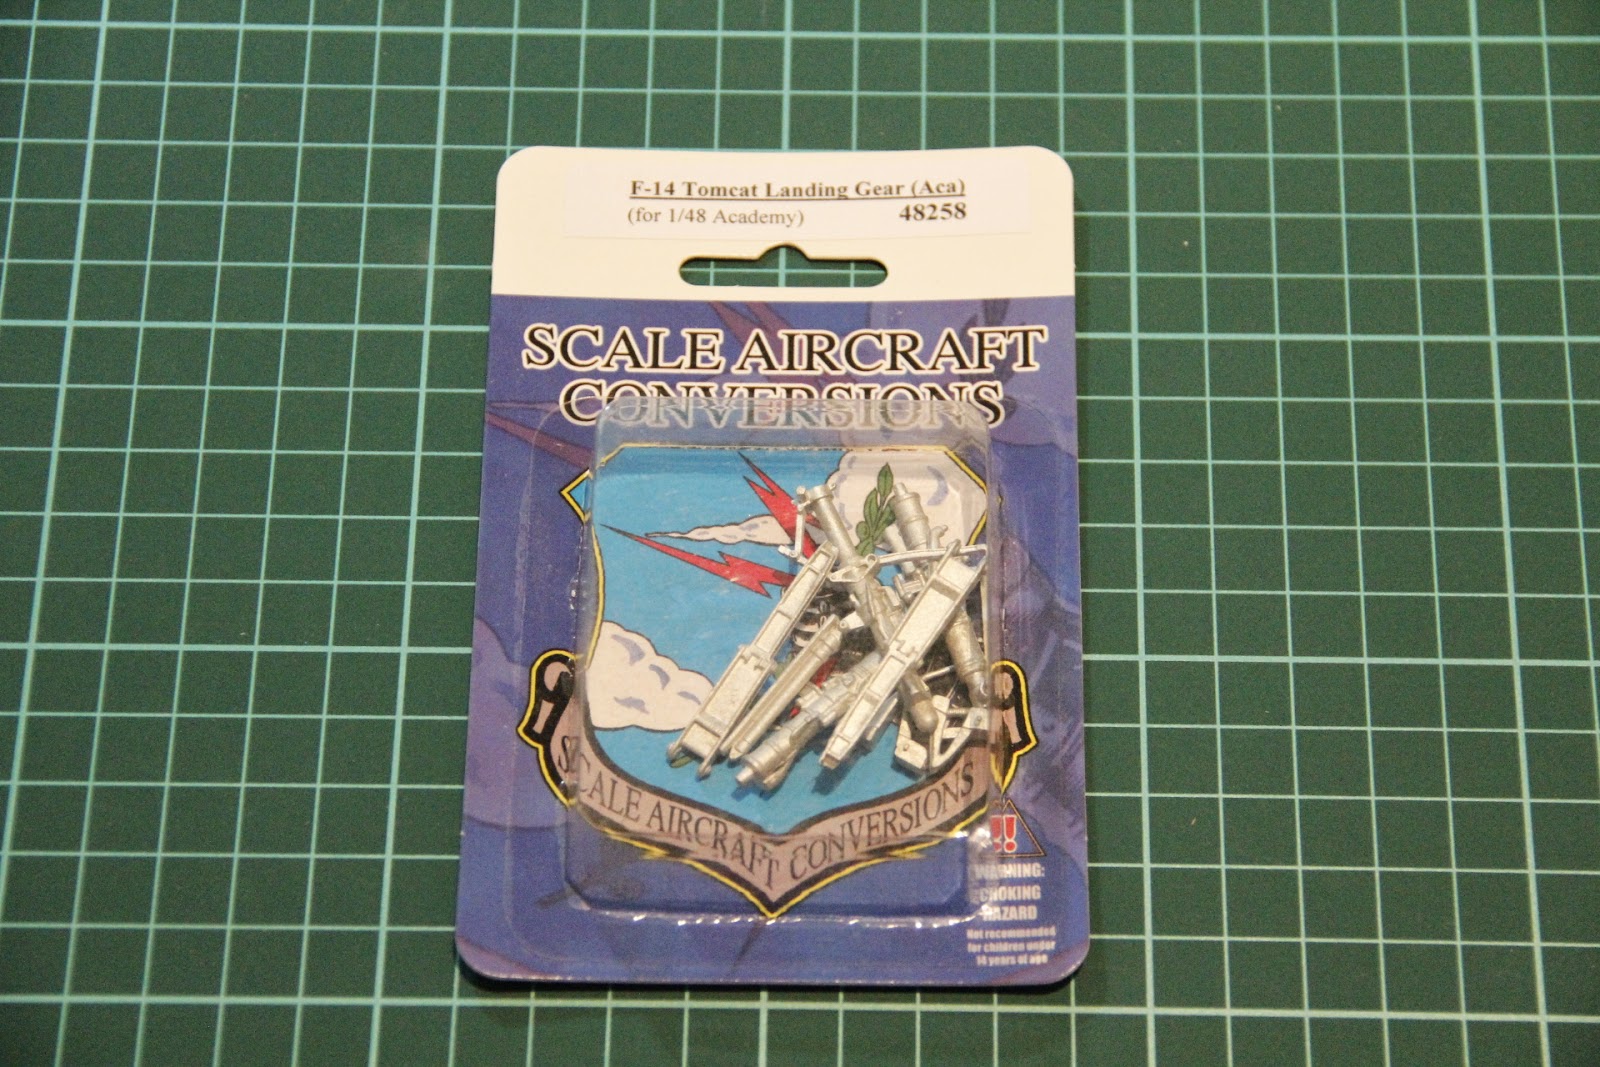 F-14 Tomcat Landing Gear (Aca)
(for 1/48 Academy) 48258
SCALE AIRCRAFT
CONVERSIONS
SCALE AIRCRAFT CONVERSIONS
!!
WARNING:
CHOKING
HAZARD
Not recommended
for children under
14 years of age